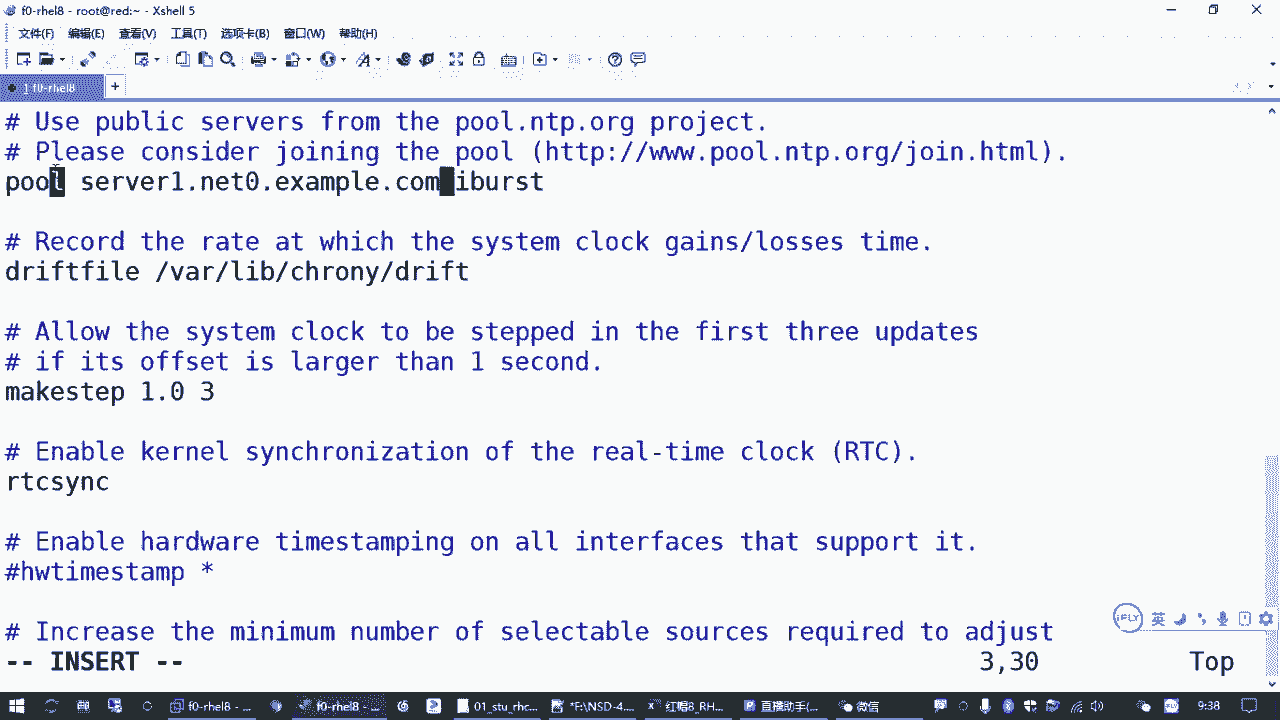 f0-rhel8 - root@red:~ - Xshell 5
文件(F) 编辑(E) 查看(V) 工具(T) 选项卡(B) 窗口(W) 帮助(H)
1 f0-rhel8
# Use public servers from the pool.ntp.org project.
# Please consider joining the pool (http://www.pool.ntp.org/join.html).
pool server1.net0.example.com iburst
# Record the rate at which the system clock gains/losses time.
driftfile /var/lib/chrony/drift
# Allow the system clock to be stepped in the first three updates
# if its offset is larger than 1 second.
makestep 1.0 3
# Enable kernel synchronization of the real-time clock (RTC).
rtcsync
# Enable hardware timestamping on all interfaces that support it.
#hwtimestamp *
# Increase the minimum number of selectable sources required to adjust
iFLY 英
-- INSERT -- 3,30 Top
f0-rhel8 - ... f0-rhel8 - ... 01_stu_rhc... *F:\NSD-4... 红帽8_RH... 直播助手(... 微信 9:38